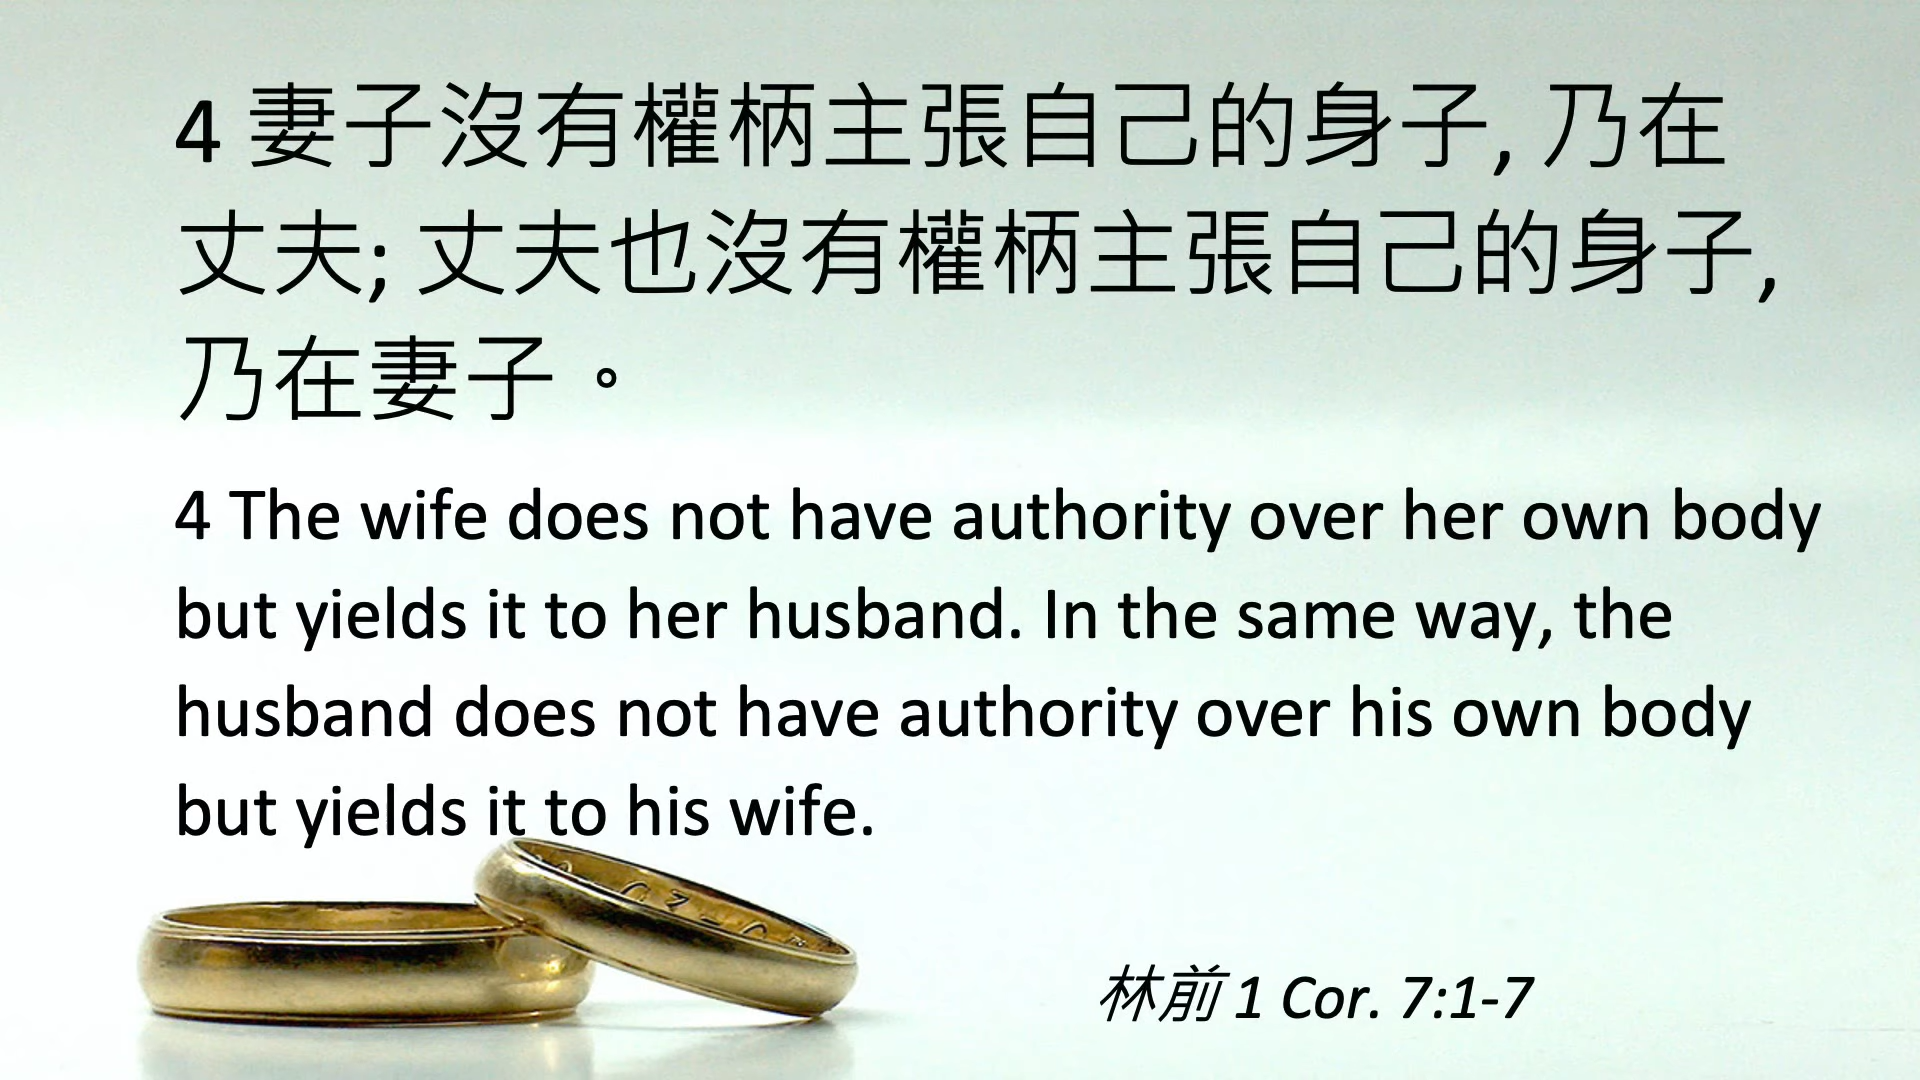 4 妻子沒有權柄主張自己的身子, 乃在
丈夫; 丈夫也沒有權柄主張自己的身子,
乃在妻子。
4 The wife does not have authority over her own body
but yields it to her husband. In the same way, the
husband does not have authority over his own body
but yields it to his wife.
林前 1 Cor. 7:1-7